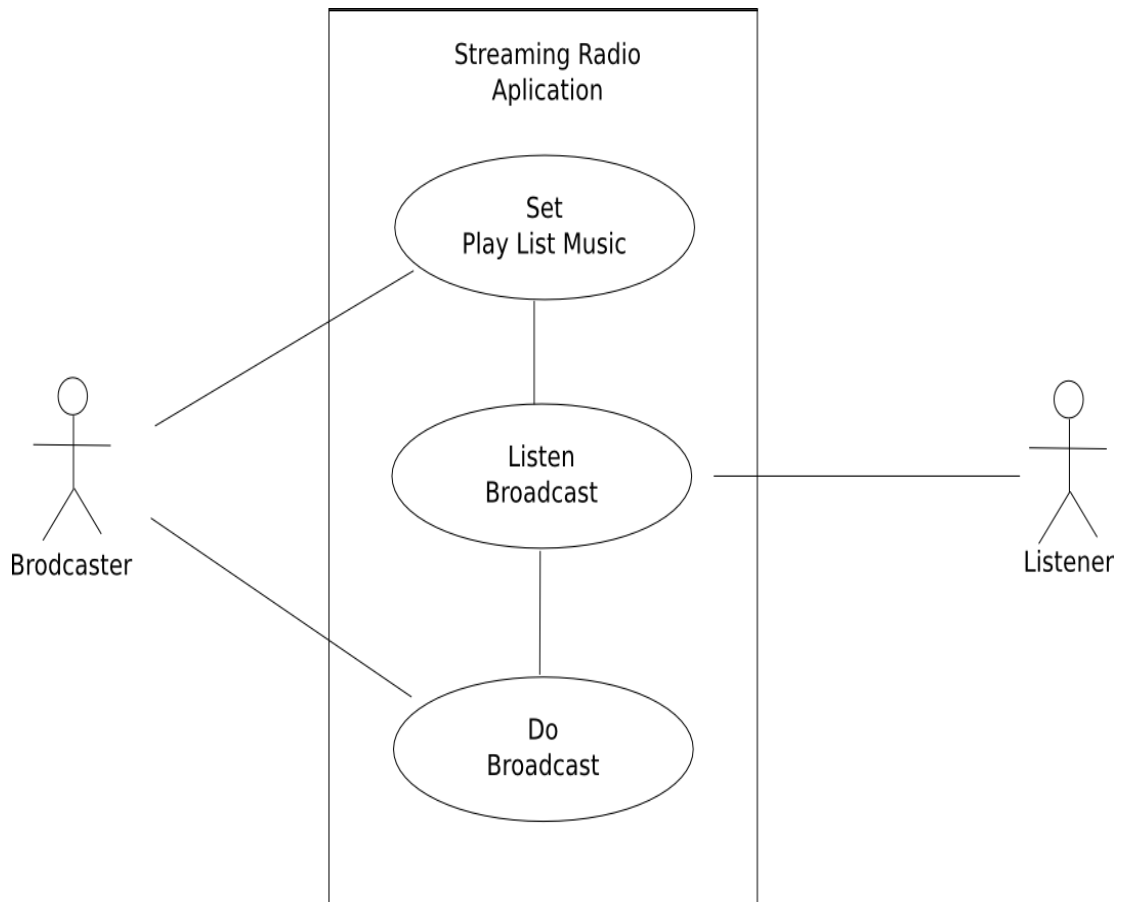 Streaming Radio
Aplication
Set
Play List Music
Listen
Broadcast
Brodcaster
Listener
Do
Broadcast